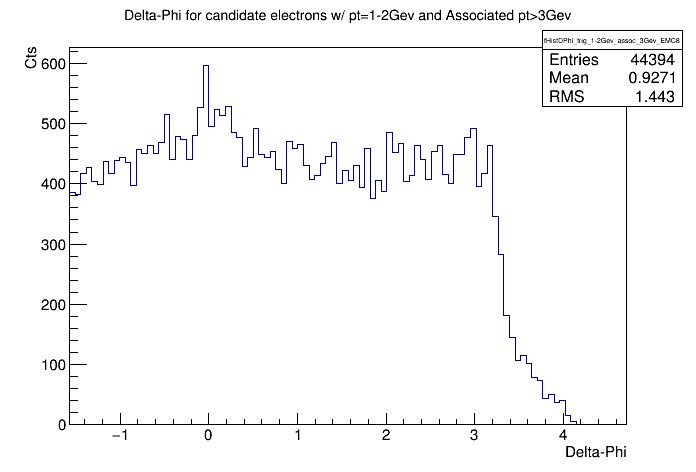 Delta-Phi for candidate electrons w/ pt=1-2Gev and Associated pt>3Gev
fHistDPhi_trig_1-2Gev_assoc_3Gev_EMC8
Entries 44394
Mean 0.9271
RMS 1.443
Cts
600
500
400
300
200
100
0
−1 0 1 2 3 4
Delta-Phi